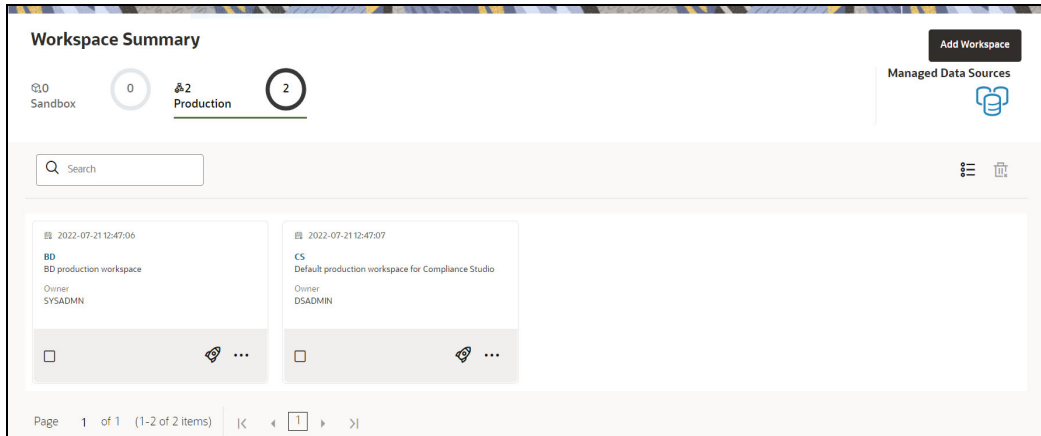 Workspace Summary
Add Workspace
0
Sandbox
0
2
Production
2
Managed Data Sources
Search
2022-07-21 12:47:06
BD
BD production workspace
Owner
SYSADMN
2022-07-21 12:47:07
CS
Default production workspace for Compliance Studio
Owner
DSADMIN
Page 1 of 1 (1-2 of 2 items) 1